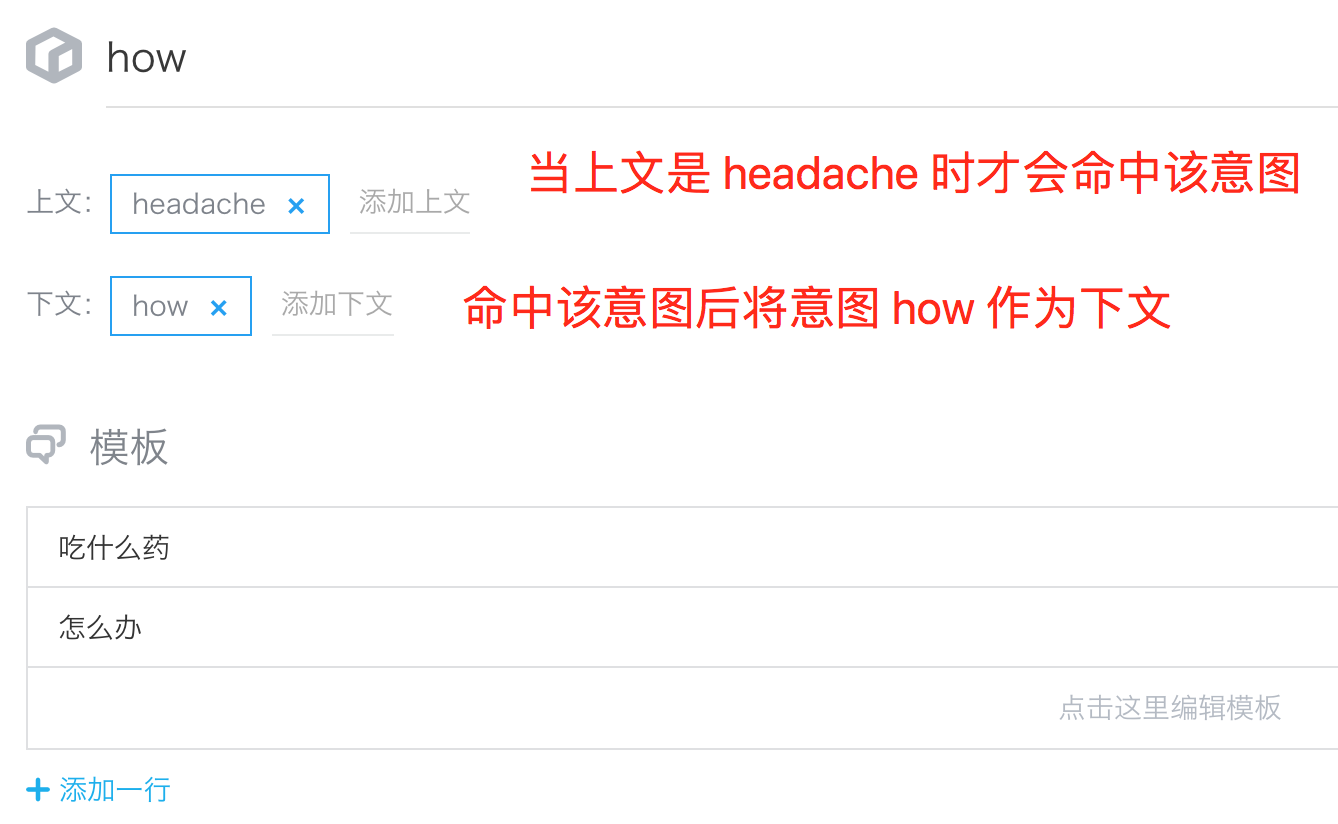 how
当上文是 headache 时才会命中该意图
上文: headache × 添加上文
下文: how × 添加下文 命中该意图后将意图 how 作为下文
模板
吃什么药
怎么办
点击这里编辑模板
+ 添加一行